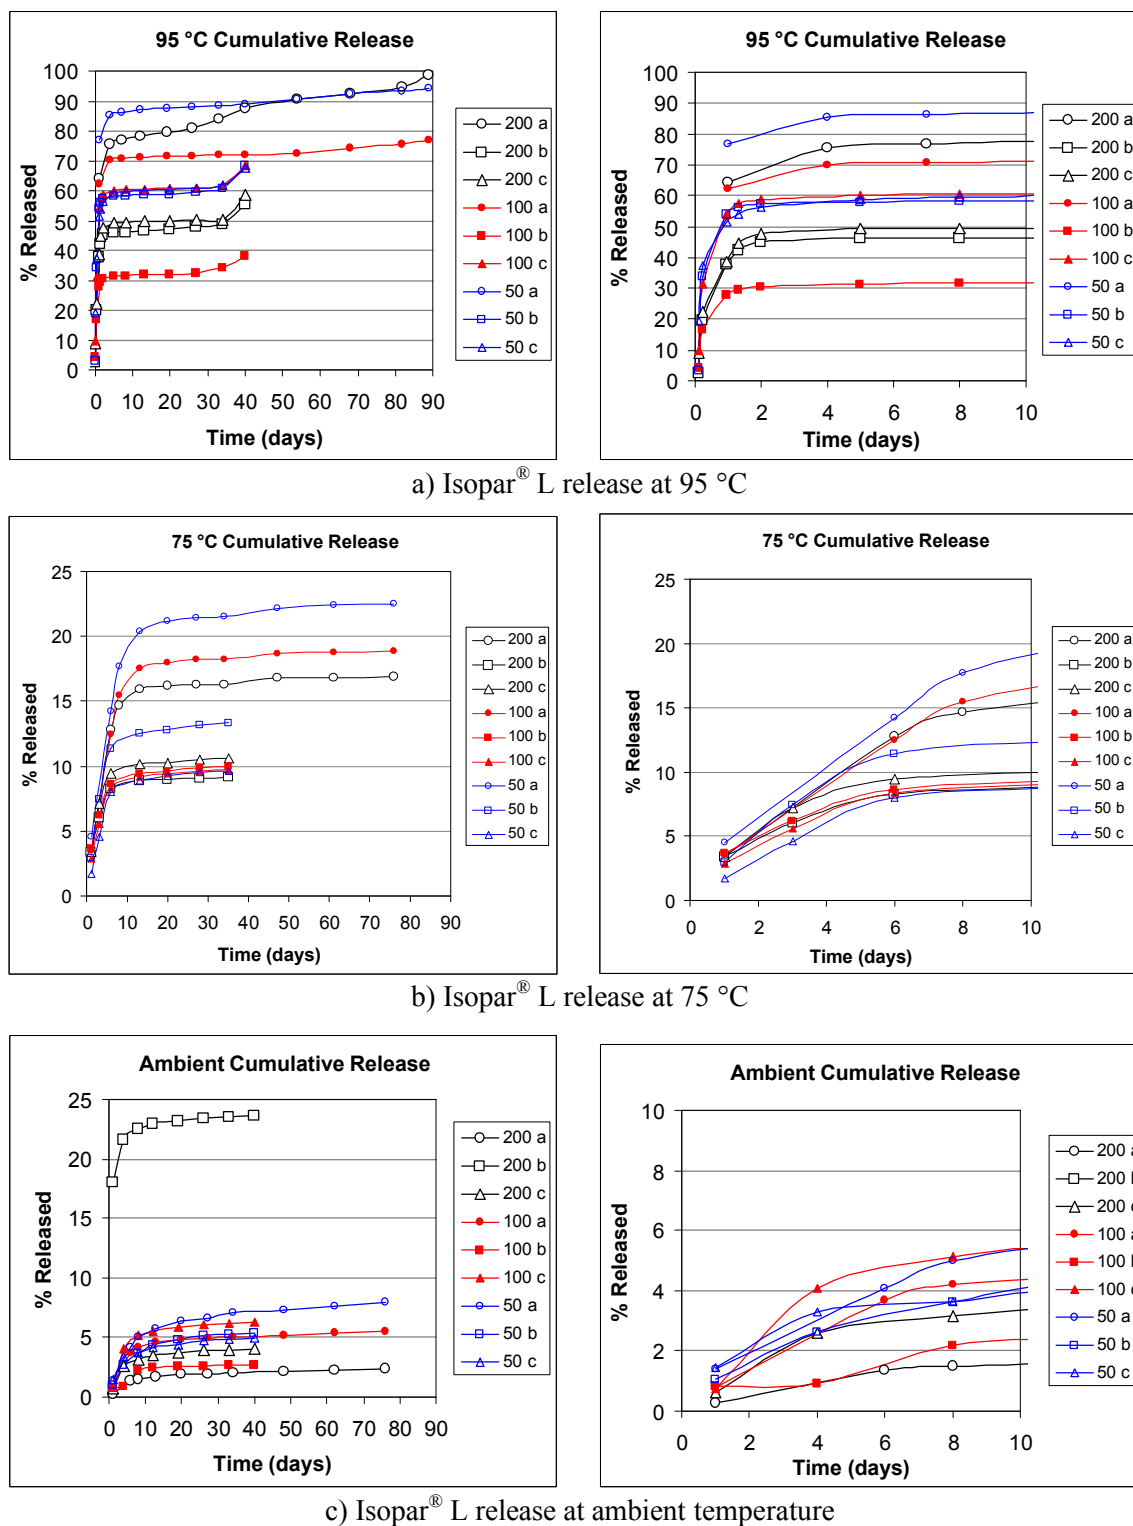 95 °C Cumulative Release
% Released
100
90
80
70
60
50
40
30
20
10
0
0 10 20 30 40 50 60 70 80 90
Time (days)
200 a
200 b
200 c
100 a
100 b
100 c
50 a
50 b
50 c
95 °C Cumulative Release
% Released
100
90
80
70
60
50
40
30
20
10
0
0 2 4 6 8 10
Time (days)
200 a
200 b
200 c
100 a
100 b
100 c
50 a
50 b
50 c
a) Isopar® L release at 95 °C
75 °C Cumulative Release
% Released
25
20
15
10
5
0
0 10 20 30 40 50 60 70 80 90
Time (days)
200 a
200 b
200 c
100 a
100 b
100 c
50 a
50 b
50 c
75 °C Cumulative Release
% Released
25
20
15
10
5
0
0 2 4 6 8 10
Time (days)
200 a
200 b
200 c
100 a
100 b
100 c
50 a
50 b
50 c
b) Isopar® L release at 75 °C
Ambient Cumulative Release
% Released
25
20
15
10
5
0
0 10 20 30 40 50 60 70 80 90
Time (days)
200 a
200 b
200 c
100 a
100 b
100 c
50 a
50 b
50 c
Ambient Cumulative Release
% Released
10
8
6
4
2
0
0 2 4 6 8 10
Time (days)
200
200
200
100
100
100
50 a
50 b
50 c
c) Isopar® L release at ambient temperature